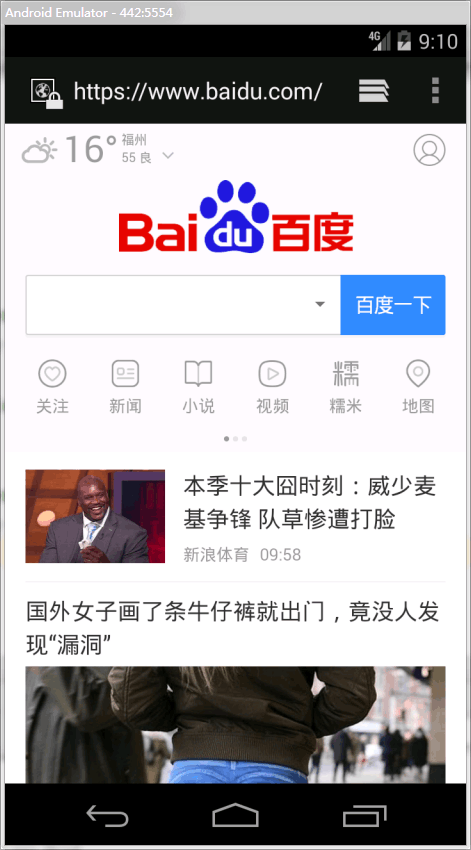 Android Emulator - 442:5554
4G 9:10
https://www.baidu.com/
16° 福州
55 良
Bai du 百度
百度一下
关注 新闻 小说 视频 糯 糯米 地图
本季十大囧时刻：威少麦
基争锋 队草惨遭打脸
新浪体育 09:58
国外女子画了条牛仔裤就出门，竟没人发
现“漏洞”